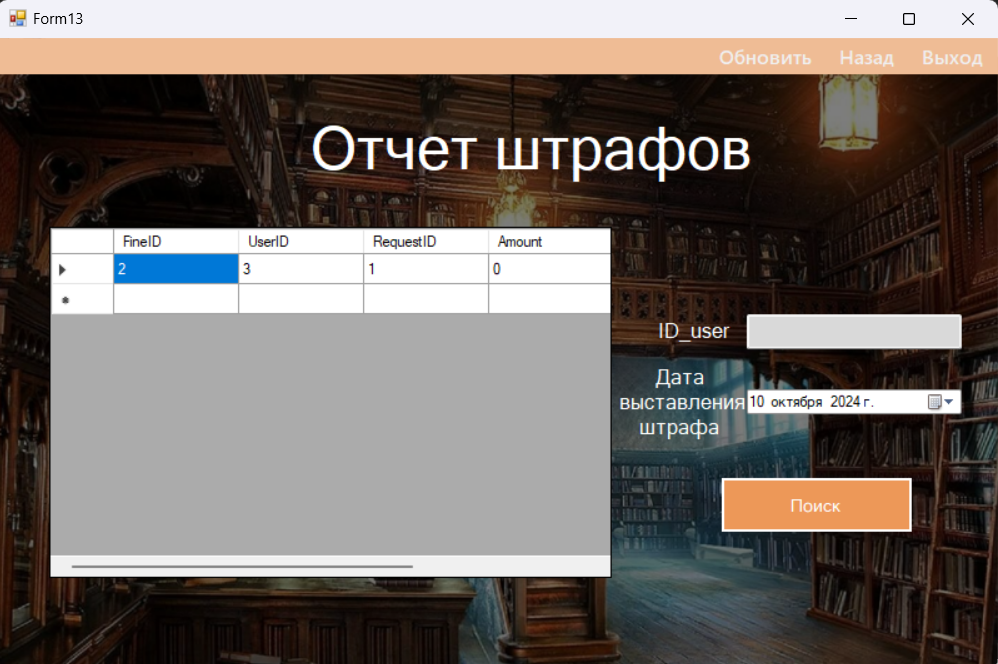 Form13
Обновить Назад Выход
Отчет штрафов
FineID UserID RequestID Amount
2 3 1 0
ID_user
Дата
выставления
штрафа
10 октября 2024 г.
Поиск